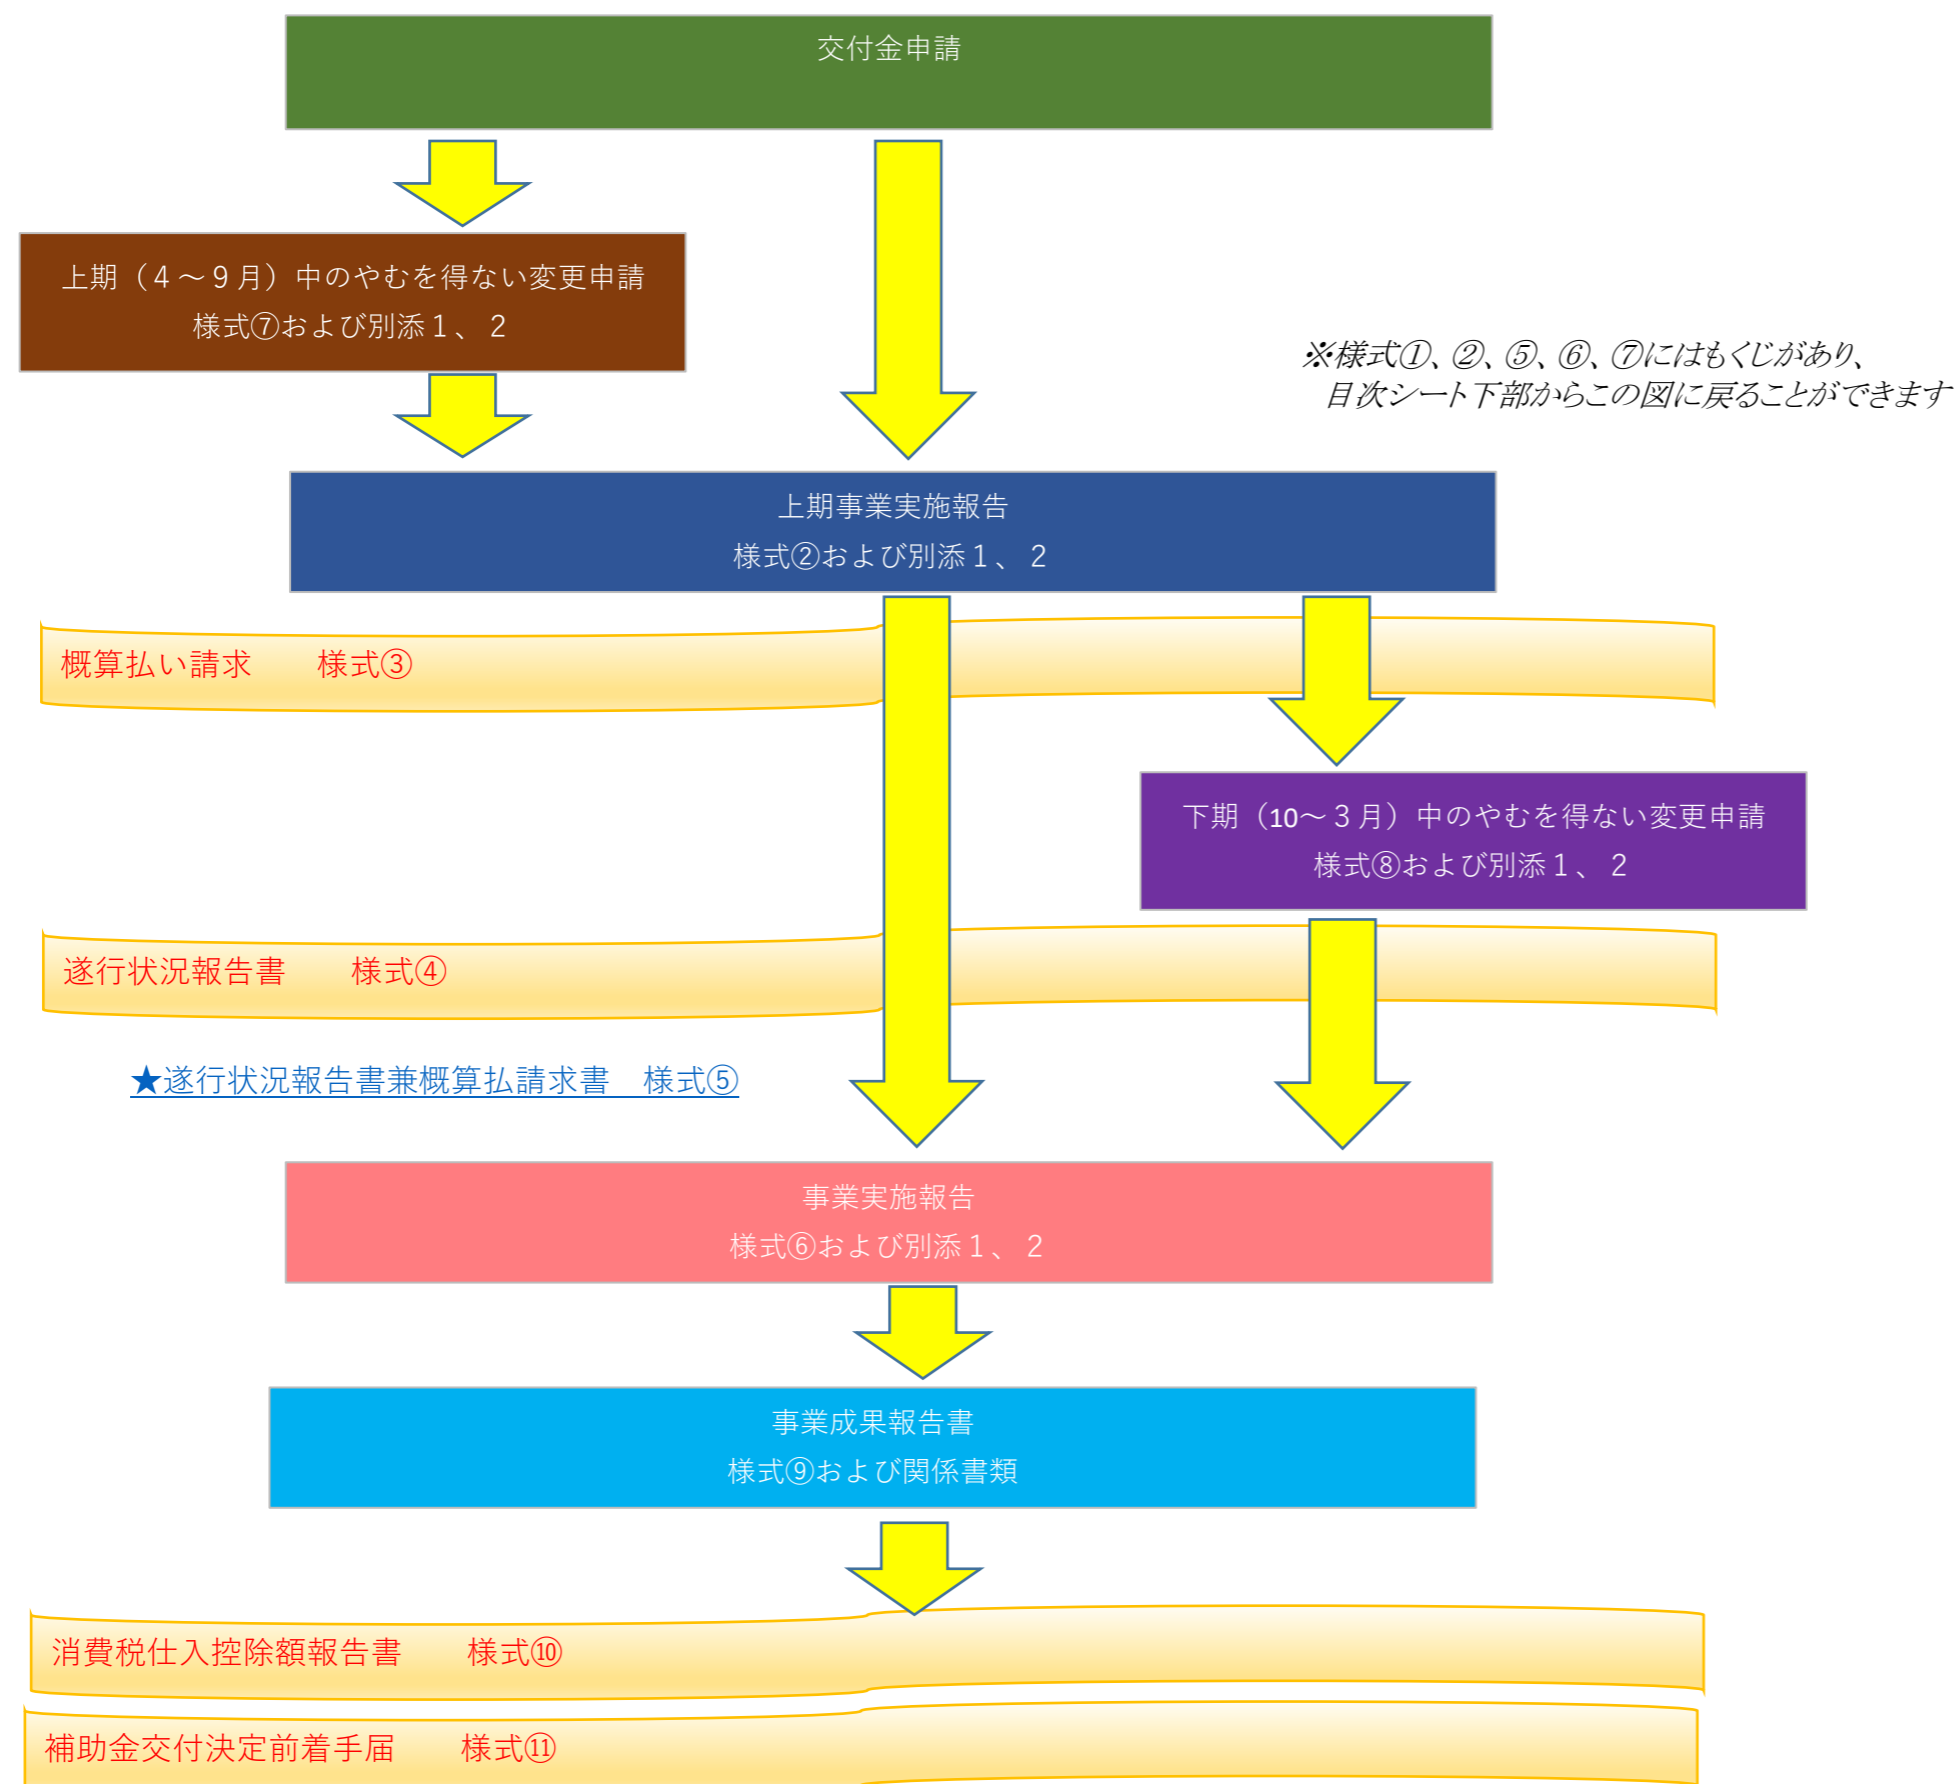 交付金申請
上期（４～９月）中のやむを得ない変更申請
様式⑦および別添１、２
※様式①、②、⑤、⑥、⑦にはもくじがあり、
目次シート下部からこの図に戻ることができます
上期事業実施報告
様式②および別添１、２
概算払い請求　　様式③
下期（10～３月）中のやむを得ない変更申請
様式⑧および別添１、２
遂行状況報告書　　様式④
★遂行状況報告書兼概算払請求書　様式⑤
事業実施報告
様式⑥および別添１、２
事業成果報告書
様式⑨および関係書類
消費税仕入控除額報告書　　様式⑩
補助金交付決定前着手届　　様式⑪